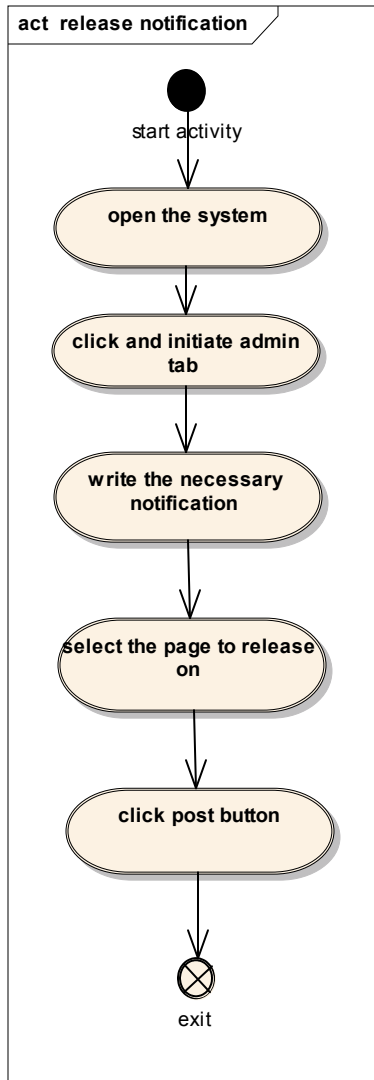 act release notification
start activity
open the system
click and initiate admin
tab
write the necessary
notification
select the page to release
on
click post button
exit